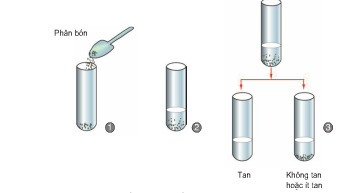 Phân bón
1
2
3
Tan
Không tan
hoặc ít tan